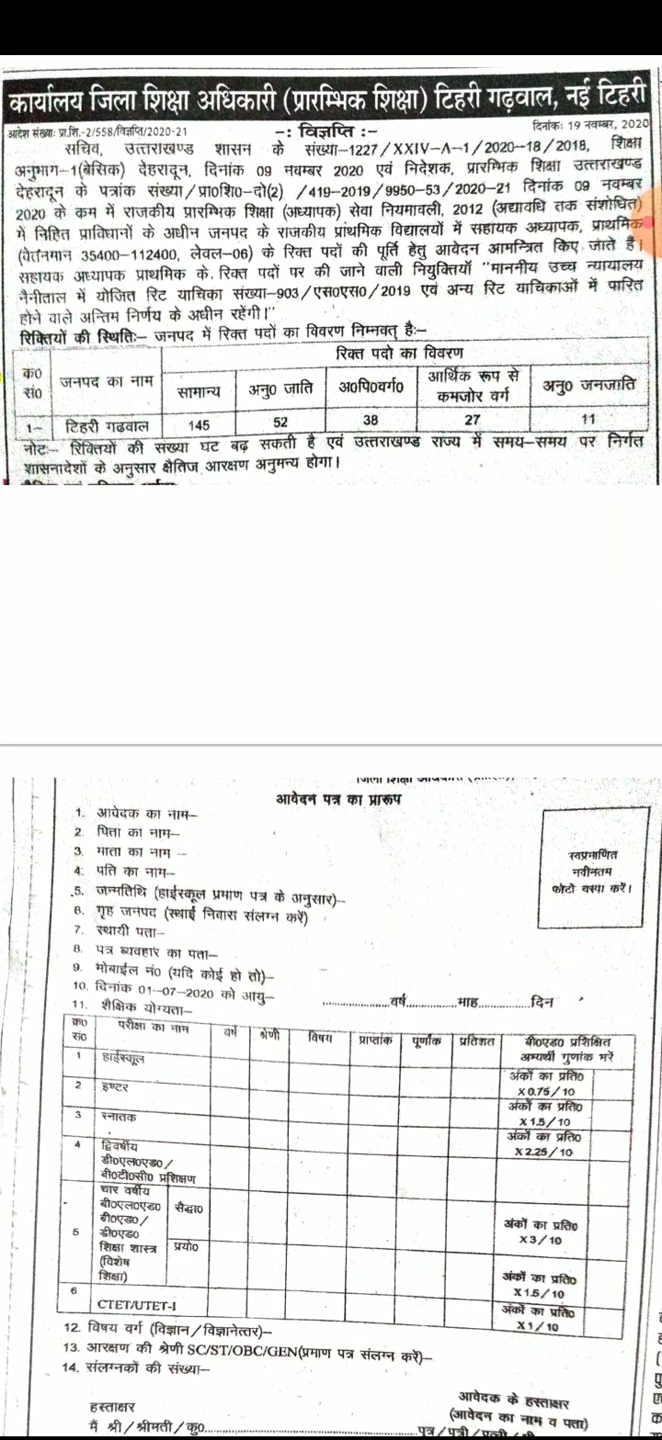 कार्यालय जिला शिक्षा अधिकारी (प्रारम्भिक शिक्षा) टिहरी गढ़वाल, नई टिहरी
आदेश संख्याः प्रा.शि.-2/558/विज्ञप्ति/2020-21 -: विज्ञप्ति :- दिनांकः 19 नवम्बर, 2020
सचिव, उत्तराखण्ड शासन के संख्या-1227/XXIV-A-1/2020-18/2018, शिक्षा
अनुभाग-1(बेसिक) देहरादून, दिनांक 09 नवम्बर 2020 एवं निदेशक, प्रारम्भिक शिक्षा उत्तराखण्ड
देहरादून के पत्रांक संख्या/प्रा0शि0-दो(2) /419-2019/9950-53/2020-21 दिनांक 09 नवम्बर
2020 के कम में राजकीय प्रारम्भिक शिक्षा (अध्यापक) सेवा नियमावली, 2012 (अद्यावधि तक संशोधित)
में निहित प्राविधानों के अधीन जनपद के राजकीय प्राथमिक विद्यालयों में सहायक अध्यापक, प्राथमिक
(वेतनमान 35400-112400, लेवल-06) के रिक्त पदों की पूर्ति हेतु आवेदन आमन्त्रित किए जाते है।
सहायक अध्यापक प्राथमिक के. रिक्त पदों पर की जाने वाली नियुक्तियॉ "माननीय उच्च न्यायालय
नैनीताल में योजित रिट याचिका संख्या-903/एस0एस0/2019 एवं अन्य रिट याचिकाओं में पारित
होने वाले अन्तिम निर्णय के अधीन रहेंगी।"
रिक्तियों की स्थितिः- जनपद में रिक्त पदों का विवरण निम्नवत् हैः-
क0 सं0 जनपद का नाम रिक्त पदो का विवरण
सामान्य अनु0 जाति अ0पि0वर्ग0 आर्थिक रूप से कमजोर वर्ग अनु0 जनजाति
1- टिहरी गढवाल 145 52 38 27 11
नोटः- रिक्तियों की संख्या घट बढ़ सकती है एवं उत्तराखण्ड राज्य में समय-समय पर निर्गत
शासनादेशों के अनुसार क्षैतिज आरक्षण अनुमन्य होगा।
आवेदन पत्र का प्रारूप
1. आवेदक का नाम-
2. पिता का नाम-
3. माता का नाम --
4. पति का नाम-
5. जन्मतिथि (हाईस्कूल प्रमाण पत्र के अनुसार)-
6. गृह जनपद (स्थाई निवास संलग्न करें)
7. स्थायी पता-
8. पत्र व्यवहार का पता-
9. मोबाईल नं0 (यदि कोई हो तो)-
स्वप्रमाणित
नवीनतम
फोटो चस्पा करें।
10. दिनांक 01-07-2020 को आयु- ....................वर्ष..................माह..................दिन
11. शैक्षिक योग्यता-
क्र0 सं0 परीक्षा का नाम वर्ष श्रेणी विषय प्राप्तांक पूर्णांक प्रतिशत बी0एड0 प्रशिक्षित अभ्यर्थी गुणांक भरें
1 हाईस्कूल अंकों का प्रति0 X 0.75/10
2 इण्टर अंकों का प्रति0 X 1.5/10
3 स्नातक अंकों का प्रति0 X 2.25/10
4 द्विवर्षीय डी0एल0एड0/ बी0टी0सी0 प्रशिक्षण
5 चार वर्षीय बी0एल0एड0 बी0एड0/ डी0एड0 शिक्षा शास्त्र (विशेष शिक्षा)
सैद्धा0 अंकों का प्रति0 X 3/10
प्रयो0 अंकों का प्रति0 X 1.5/10
6 CTET/UTET-I अंकों का प्रति0 X 1/10
12. विषय वर्ग (विज्ञान/विज्ञानेत्तर)-
13. आरक्षण की श्रेणी SC/ST/OBC/GEN(प्रमाण पत्र संलग्न करें)-
14. संलग्नकों की संख्या-
आवेदक के हस्ताक्षर
(आवेदन का नाम व पता)
हस्ताक्षर
मैं श्री/श्रीमती/कु0..................................................पुत्र/पुत्री/पत्नी